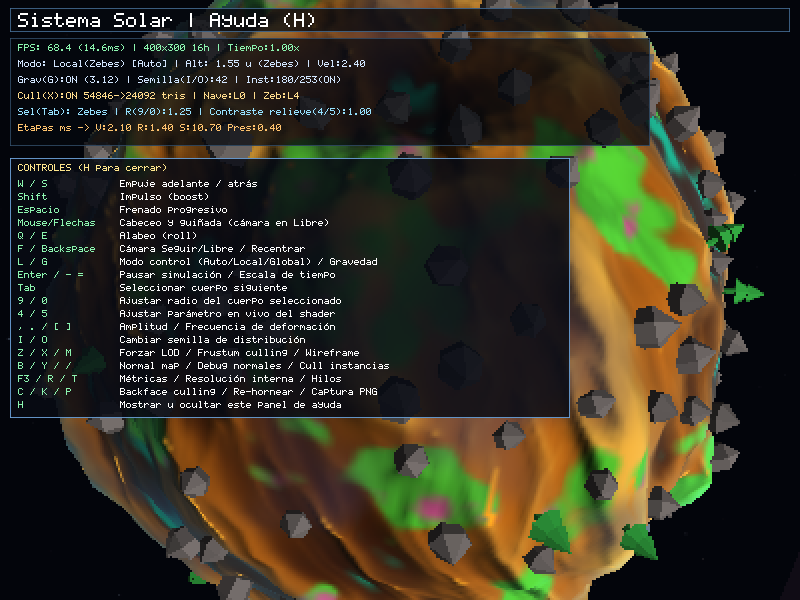 Sistema Solar | Ayuda (H)
FPS: 68.4 (14.6ms) | 400x300 16h | Tiempo:1.00x
Modo: Local(Zebes) [Auto] | Alt: 1.55 u (Zebes) | Vel:2.40
Grav(G):ON (3.12) | Semilla(I/O):42 | Inst:180/253(ON)
Cull(X):ON 54846->24092 tris | Nave:L0 | Zeb:L4
Sel(Tab): Zebes | R(9/0):1.25 | Contraste relieve(4/5):1.00
Etapas ms -> V:2.10 R:1.40 S:10.70 Pres:0.40
CONTROLES (H para cerrar)
W / S Empuje adelante / atrás
Shift Impulso (boost)
Espacio Frenado progresivo
Mouse/Flechas Cabeceo y guiñada (cámara en Libre)
Q / E Alabeo (roll)
F / Backspace Cámara Seguir/Libre / Recentrar
L / G Modo control (Auto/Local/Global) / Gravedad
Enter / - = Pausar simulación / Escala de tiempo
Tab Seleccionar cuerpo siguiente
9 / 0 Ajustar radio del cuerpo seleccionado
4 / 5 Ajustar parámetro en vivo del shader
, . / [ ] Amplitud / Frecuencia de deformación
I / O Cambiar semilla de distribución
Z / X / M Forzar LOD / Frustum culling / Wireframe
B / Y / / Normal map / Debug normales / Cull instancias
F3 / R / T Métricas / Resolución interna / Hilos
C / K / P Backface culling / Re-hornear / Captura PNG
H Mostrar u ocultar este panel de ayuda